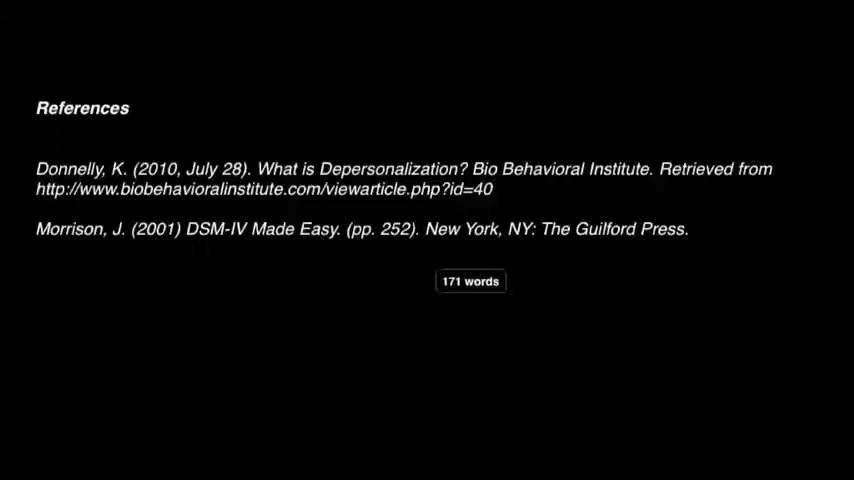 References
Donnelly, K. (2010, July 28). What is Depersonalization? Bio Behavioral Institute. Retrieved from
http://www.biobehavioralinstitute.com/viewarticle.php?id=40
Morrison, J. (2001) DSM-IV Made Easy. (pp. 252). New York, NY: The Guilford Press.
171 words